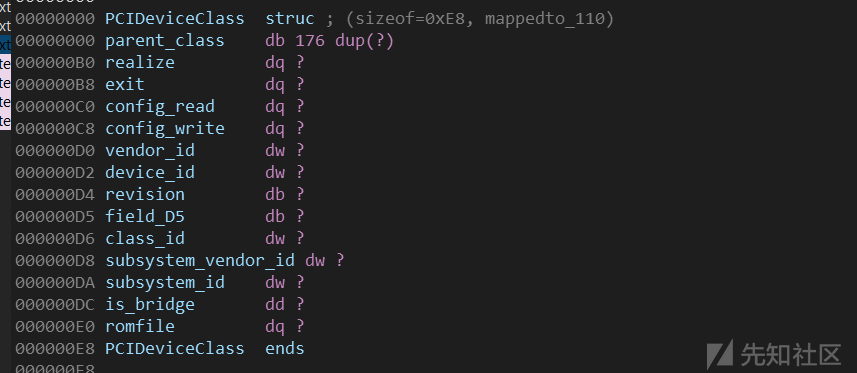 xt
xt
xt
te
te
te
te
00000000 PCIDeviceClass  struc ; (sizeof=0xE8, mappedto_110)
00000000 parent_class    db 176 dup(?)
000000B0 realize         dq ?
000000B8 exit            dq ?
000000C0 config_read     dq ?
000000C8 config_write    dq ?
000000D0 vendor_id       dw ?
000000D2 device_id       dw ?
000000D4 revision        db ?
000000D5 field_D5        db ?
000000D6 class_id        dw ?
000000D8 subsystem_vendor_id dw ?
000000DA subsystem_id    dw ?
000000DC is_bridge       dd ?
000000E0 romfile         dq ?
000000E8 PCIDeviceClass  ends
000000E8
先知社区